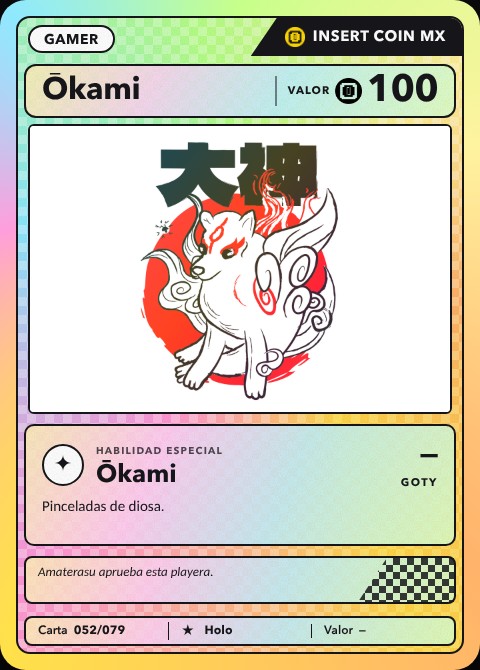 GAMER
INSERT COIN MX
Ōkami
VALOR 100
大神
HABILIDAD ESPECIAL
Ōkami
–
GOTY
Pinceladas de diosa.
Amaterasu aprueba esta playera.
Carta 052/079 ★ Holo Valor –